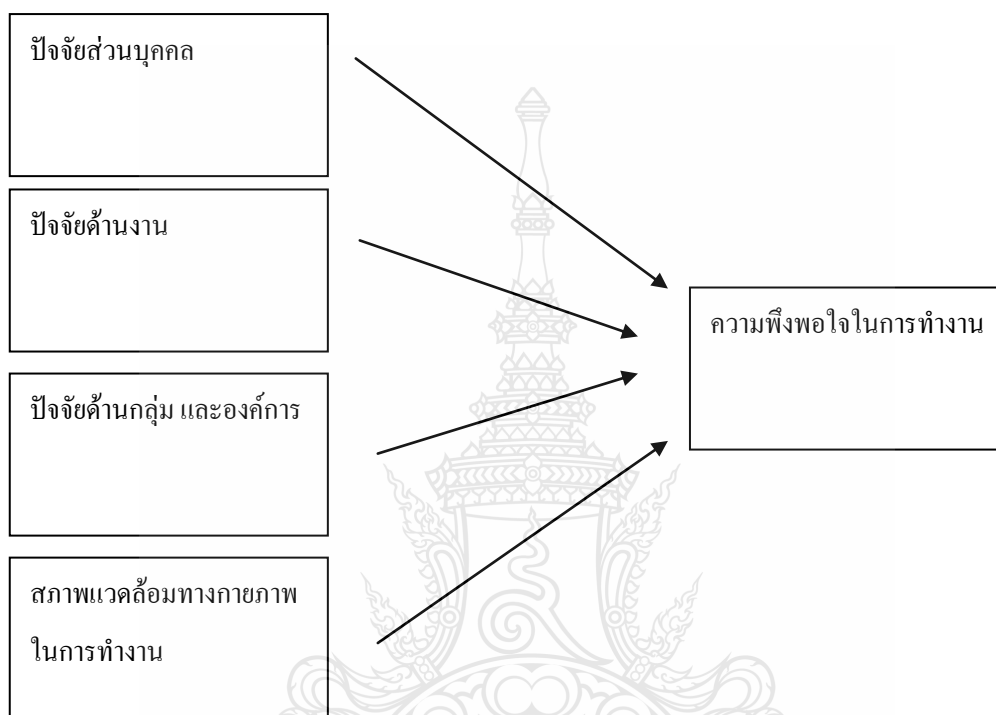 ปัจจัยส่วนบุคคล
ปัจจัยด้านงาน
ปัจจัยด้านกลุ่ม และองค์การ
สภาพแวดล้อมทางกายภาพ
ในการทำงาน
ความพึงพอใจในการทำงาน